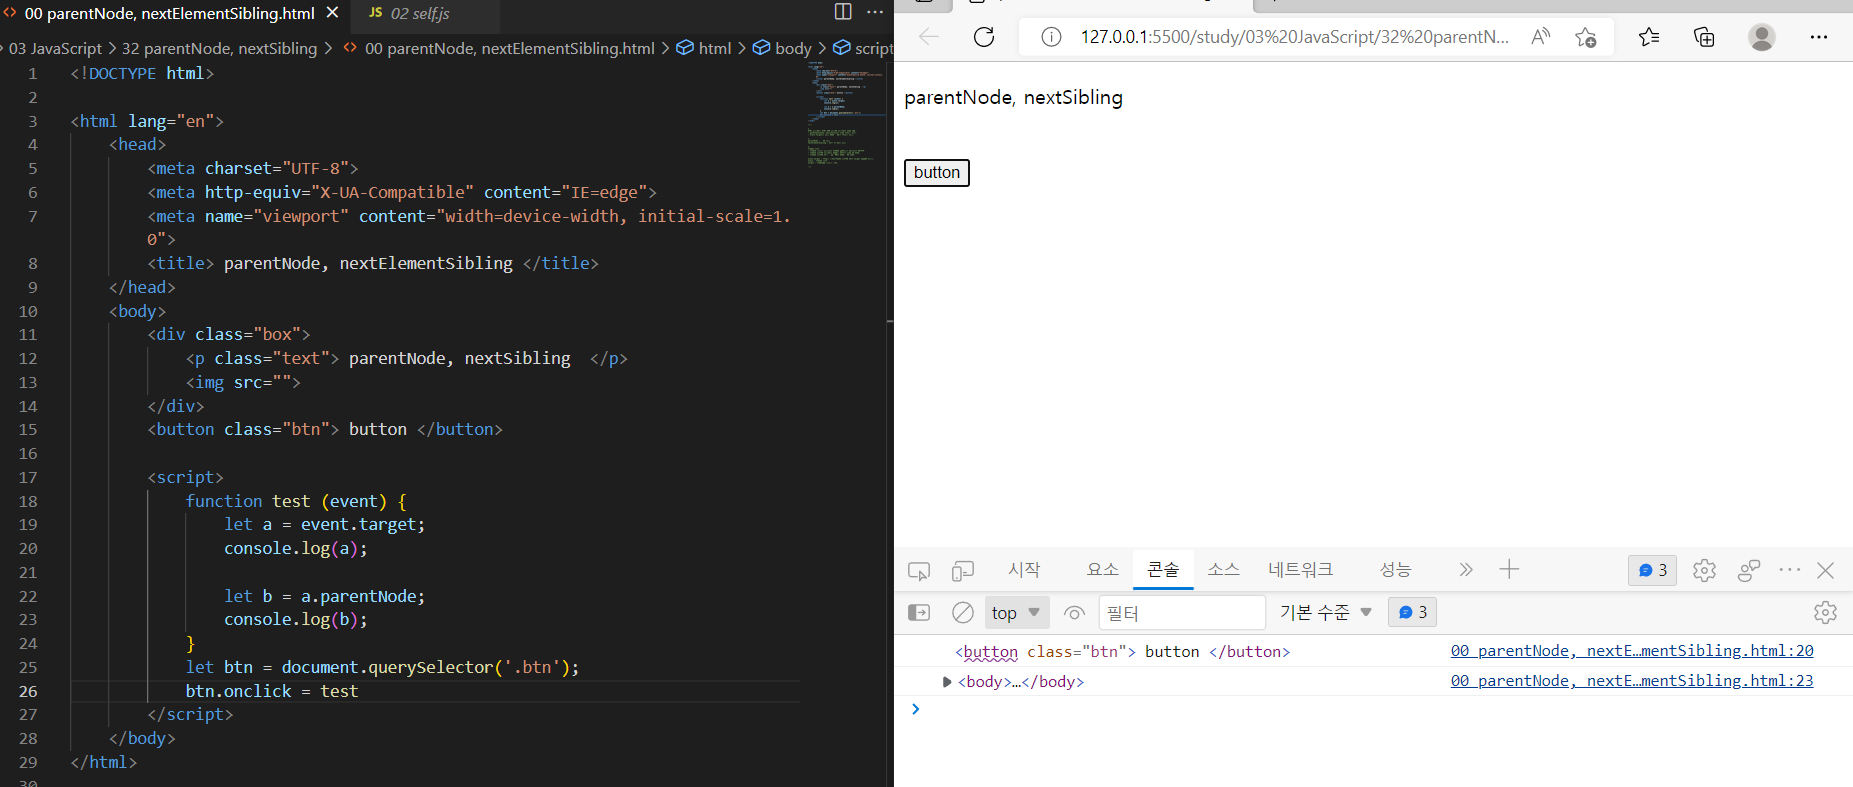 00 parentNode, nextElementSibling.html
JS 02 self.js
03 JavaScript > 32 parentNode, nextSibling > 00 parentNode, nextElementSibling.html > html > body > script
1 <!DOCTYPE html>
2
3 <html lang="en">
4 <head>
5 <meta charset="UTF-8">
6 <meta http-equiv="X-UA-Compatible" content="IE=edge">
7 <meta name="viewport" content="width=device-width, initial-scale=1.
0">
8 <title> parentNode, nextElementSibling </title>
9 </head>
10 <body>
11 <div class="box">
12 <p class="text"> parentNode, nextSibling  </p>
13 <img src="">
14 </div>
15 <button class="btn"> button </button>
16
17 <script>
18 function test (event) {
19 let a = event.target;
20 console.log(a);
21
22 let b = a.parentNode;
23 console.log(b);
24 }
25 let btn = document.querySelector('.btn');
26 btn.onclick = test
27 </script>
28 </body>
29 </html>
30
127.0.0.1:5500/study/03%20JavaScript/32%20parentN...
parentNode, nextSibling
button
시작 요소 콘솔 소스 네트워크 성능 3
top 필터 기본 수준 3
<button class="btn"> button </button> 00 parentNode, nextE…mentSibling.html:20
<body>…</body> 00 parentNode, nextE…mentSibling.html:23